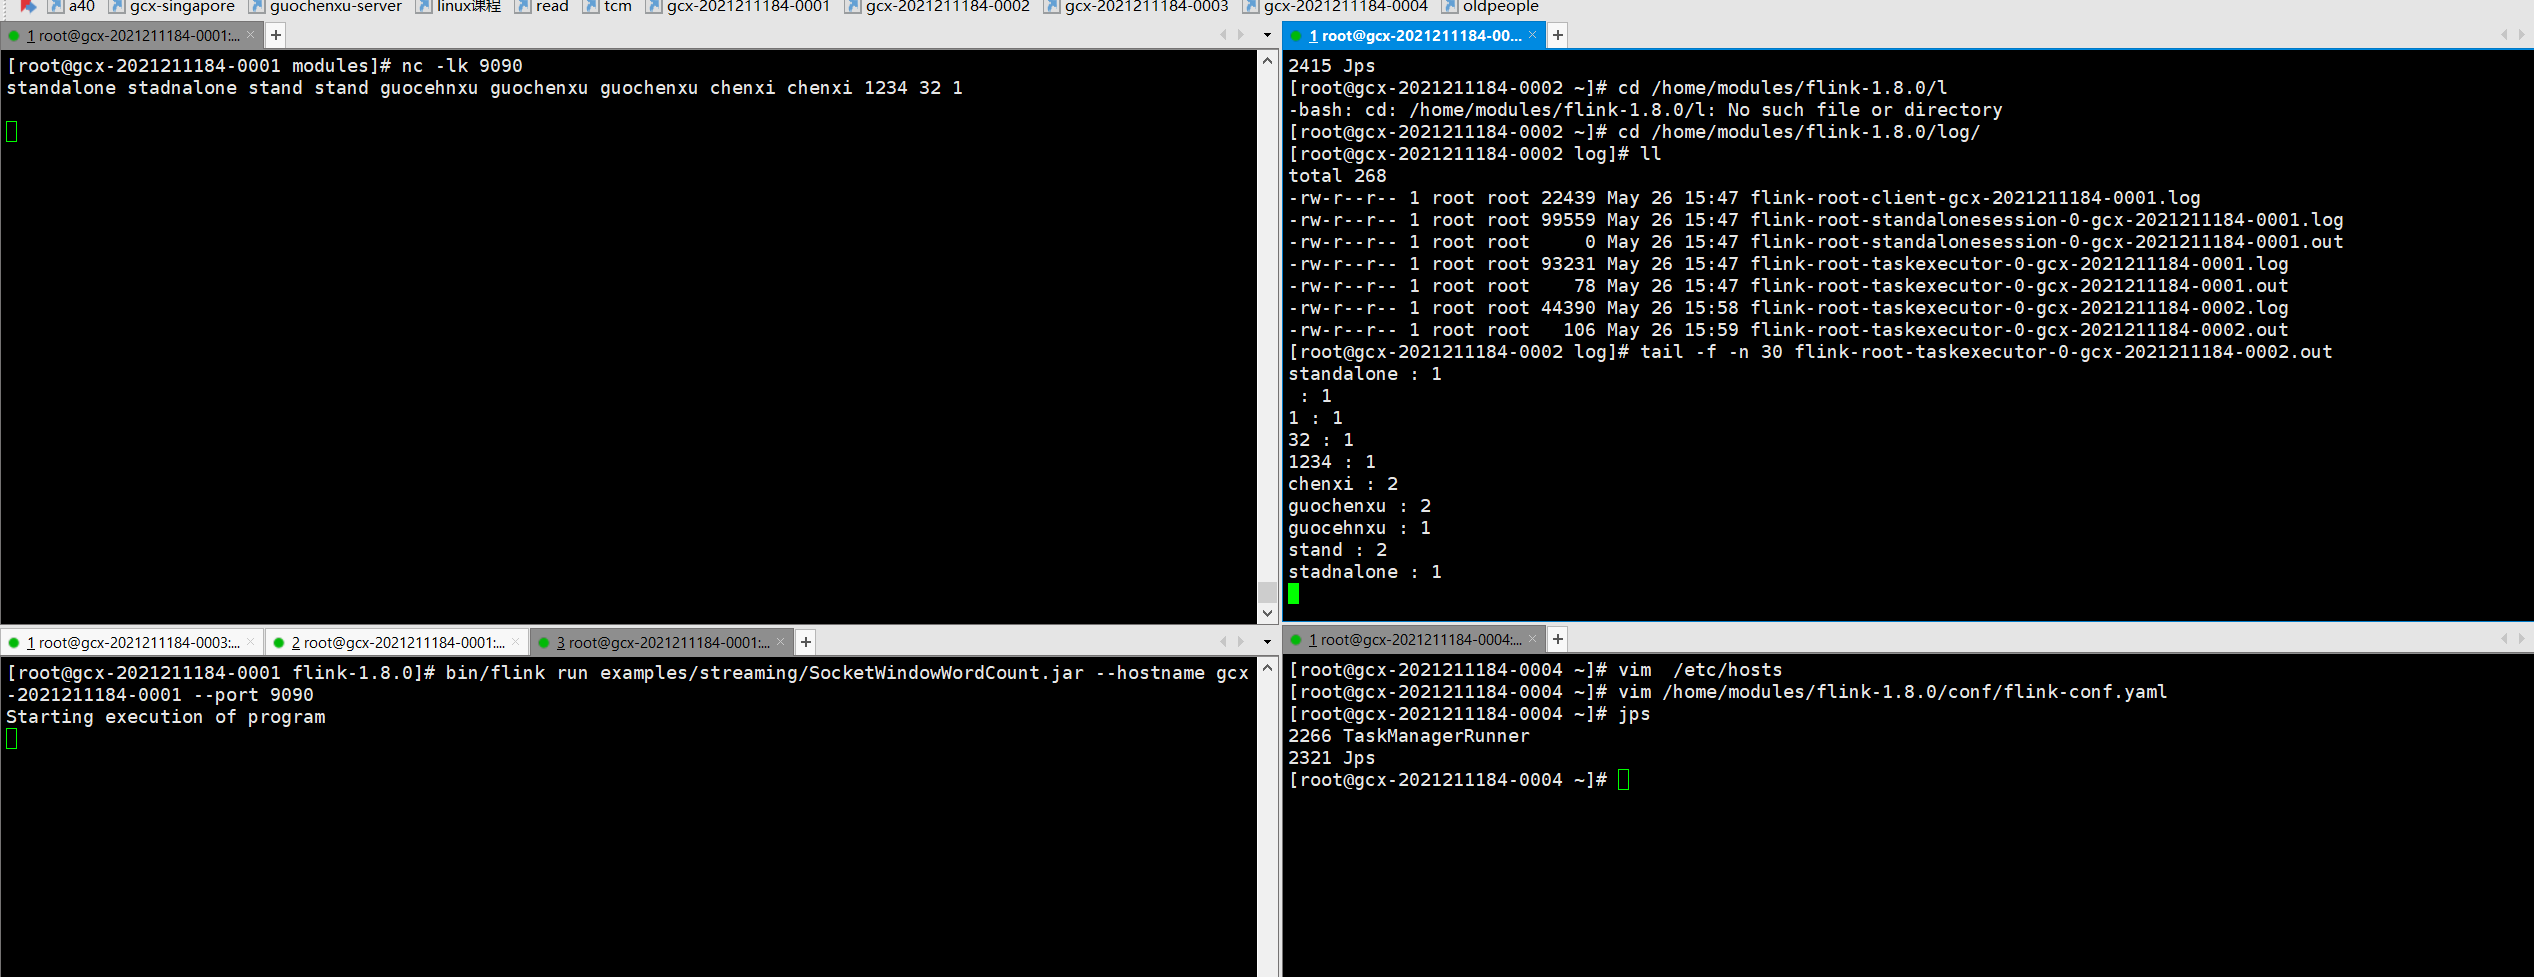 a40 gcx-singapore guochenxu-server linux课程 read tcm gcx-2021211184-0001 gcx-2021211184-0002 gcx-2021211184-0003 gcx-2021211184-0004 oldpeople
1 root@gcx-2021211184-0001:... × +
[root@gcx-2021211184-0001 modules]# nc -lk 9090
standalone stadnalone stand stand guocehnxu guochenxu guochenxu chenxi chenxi 1234 32 1
1 root@gcx-2021211184-00... × +
2415 Jps
[root@gcx-2021211184-0002 ~]# cd /home/modules/flink-1.8.0/l
-bash: cd: /home/modules/flink-1.8.0/l: No such file or directory
[root@gcx-2021211184-0002 ~]# cd /home/modules/flink-1.8.0/log/
[root@gcx-2021211184-0002 log]# ll
total 268
-rw-r--r-- 1 root root 22439 May 26 15:47 flink-root-client-gcx-2021211184-0001.log
-rw-r--r-- 1 root root 99559 May 26 15:47 flink-root-standalonesession-0-gcx-2021211184-0001.log
-rw-r--r-- 1 root root     0 May 26 15:47 flink-root-standalonesession-0-gcx-2021211184-0001.out
-rw-r--r-- 1 root root 93231 May 26 15:47 flink-root-taskexecutor-0-gcx-2021211184-0001.log
-rw-r--r-- 1 root root    78 May 26 15:47 flink-root-taskexecutor-0-gcx-2021211184-0001.out
-rw-r--r-- 1 root root 44390 May 26 15:58 flink-root-taskexecutor-0-gcx-2021211184-0002.log
-rw-r--r-- 1 root root   106 May 26 15:59 flink-root-taskexecutor-0-gcx-2021211184-0002.out
[root@gcx-2021211184-0002 log]# tail -f -n 30 flink-root-taskexecutor-0-gcx-2021211184-0002.out
standalone : 1
 : 1
1 : 1
32 : 1
1234 : 1
chenxi : 2
guochenxu : 2
guocehnxu : 1
stand : 2
stadnalone : 1
1 root@gcx-2021211184-0003:... × 2 root@gcx-2021211184-0001:... × 3 root@gcx-2021211184-0001:... × +
[root@gcx-2021211184-0001 flink-1.8.0]# bin/flink run examples/streaming/SocketWindowWordCount.jar --hostname gcx
-2021211184-0001 --port 9090
Starting execution of program
1 root@gcx-2021211184-0004:... × +
[root@gcx-2021211184-0004 ~]# vim  /etc/hosts
[root@gcx-2021211184-0004 ~]# vim /home/modules/flink-1.8.0/conf/flink-conf.yaml
[root@gcx-2021211184-0004 ~]# jps
2266 TaskManagerRunner
2321 Jps
[root@gcx-2021211184-0004 ~]#